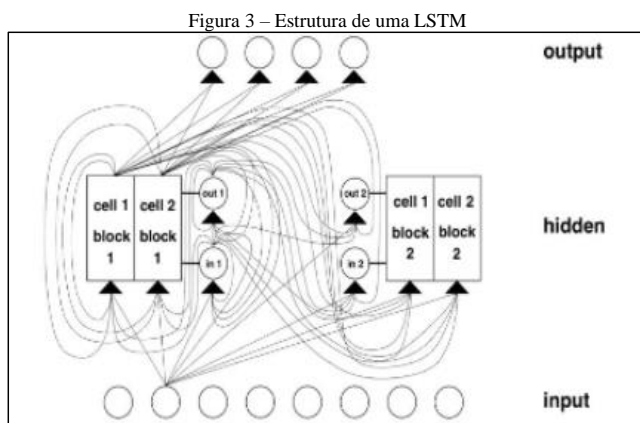 Figura 3 – Estrutura de uma LSTM
output
cell 1 cell 2 out 1 out 2 cell 1 cell 2
hidden
block block block block
1 1 in 1 in 2 2 2
input